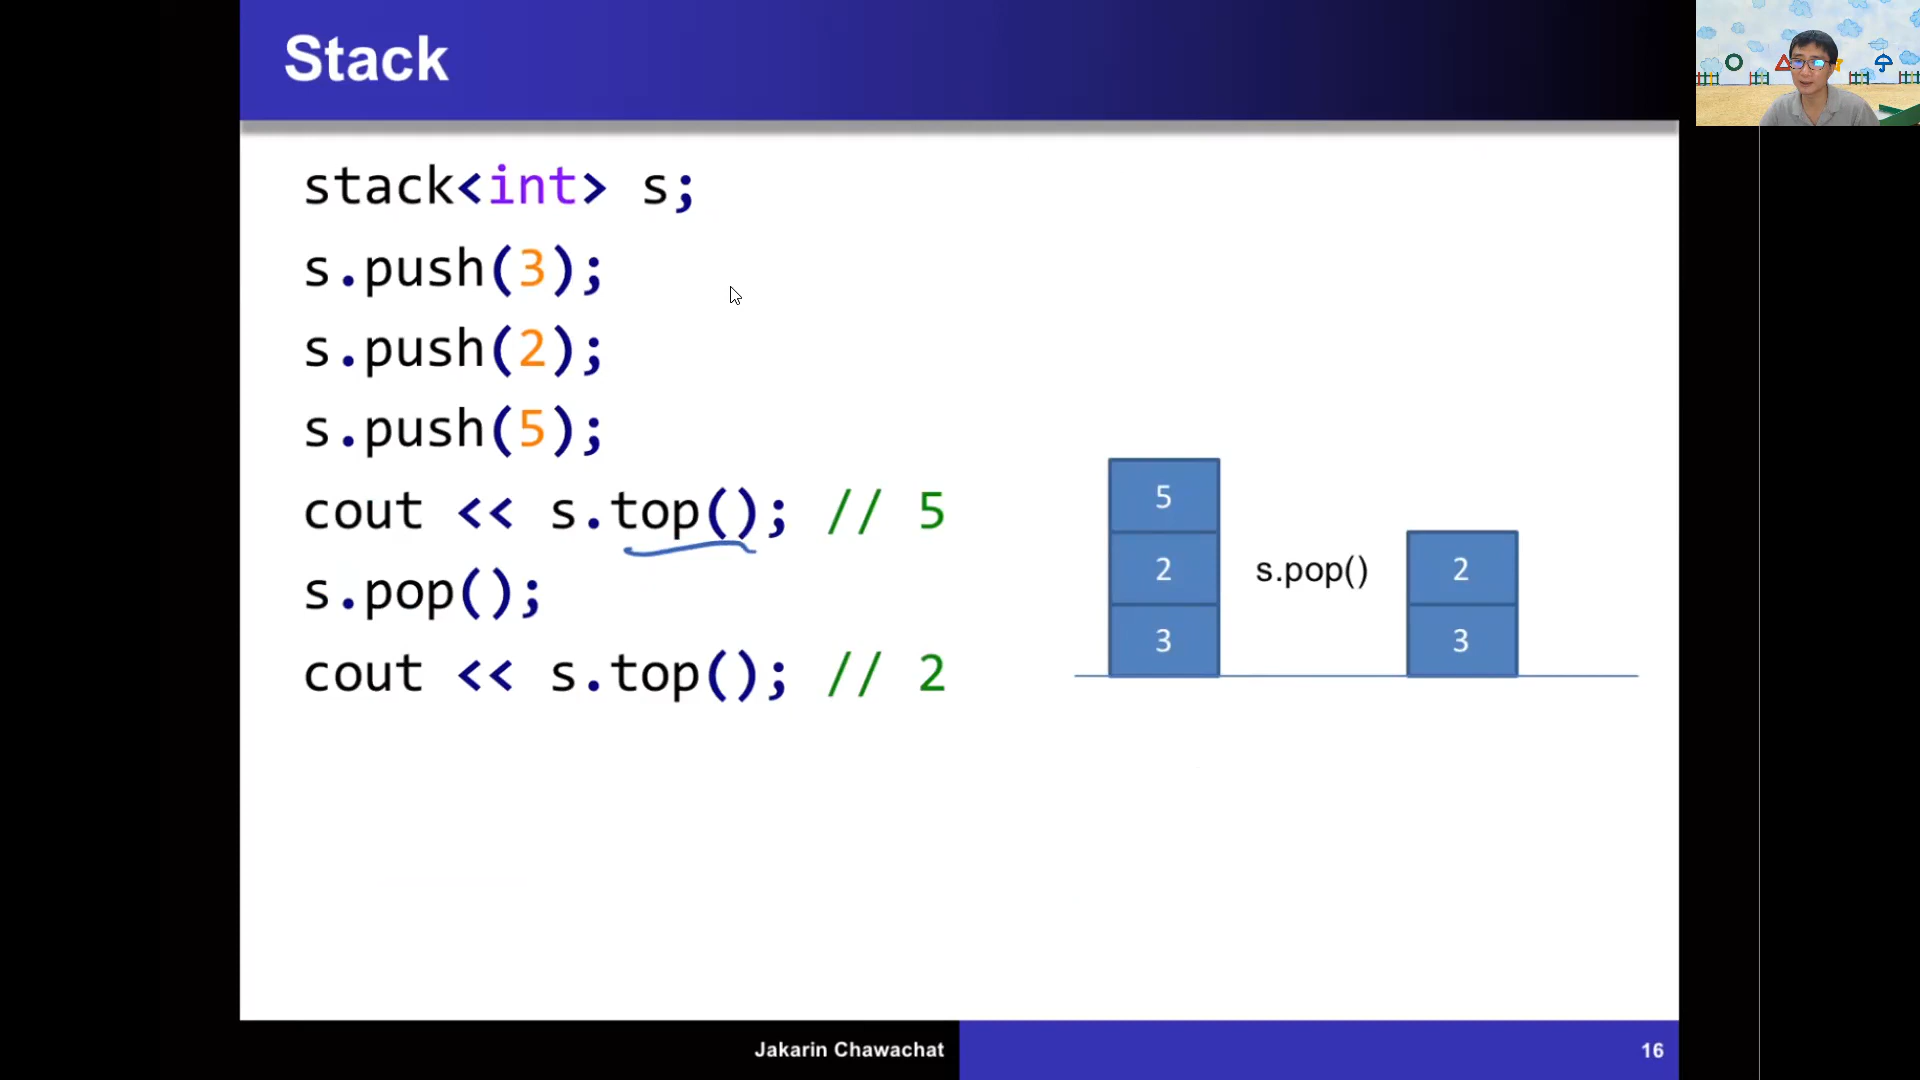 Stack
stack<int> s;
s.push(3);
s.push(2);
s.push(5);
cout << s.top(); // 5
s.pop();
cout << s.top(); // 2
5
2
3
s.pop()
2
3
Jakarin Chawachat
16